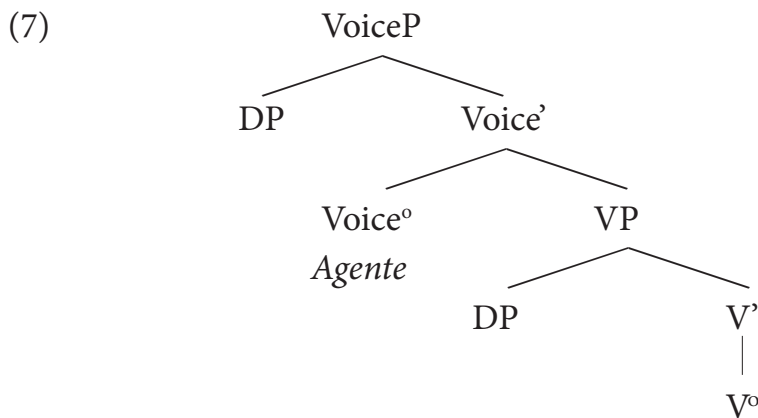 (7) VoiceP
DP Voice’
Voiceº VP
Agente
DP V’
Vº